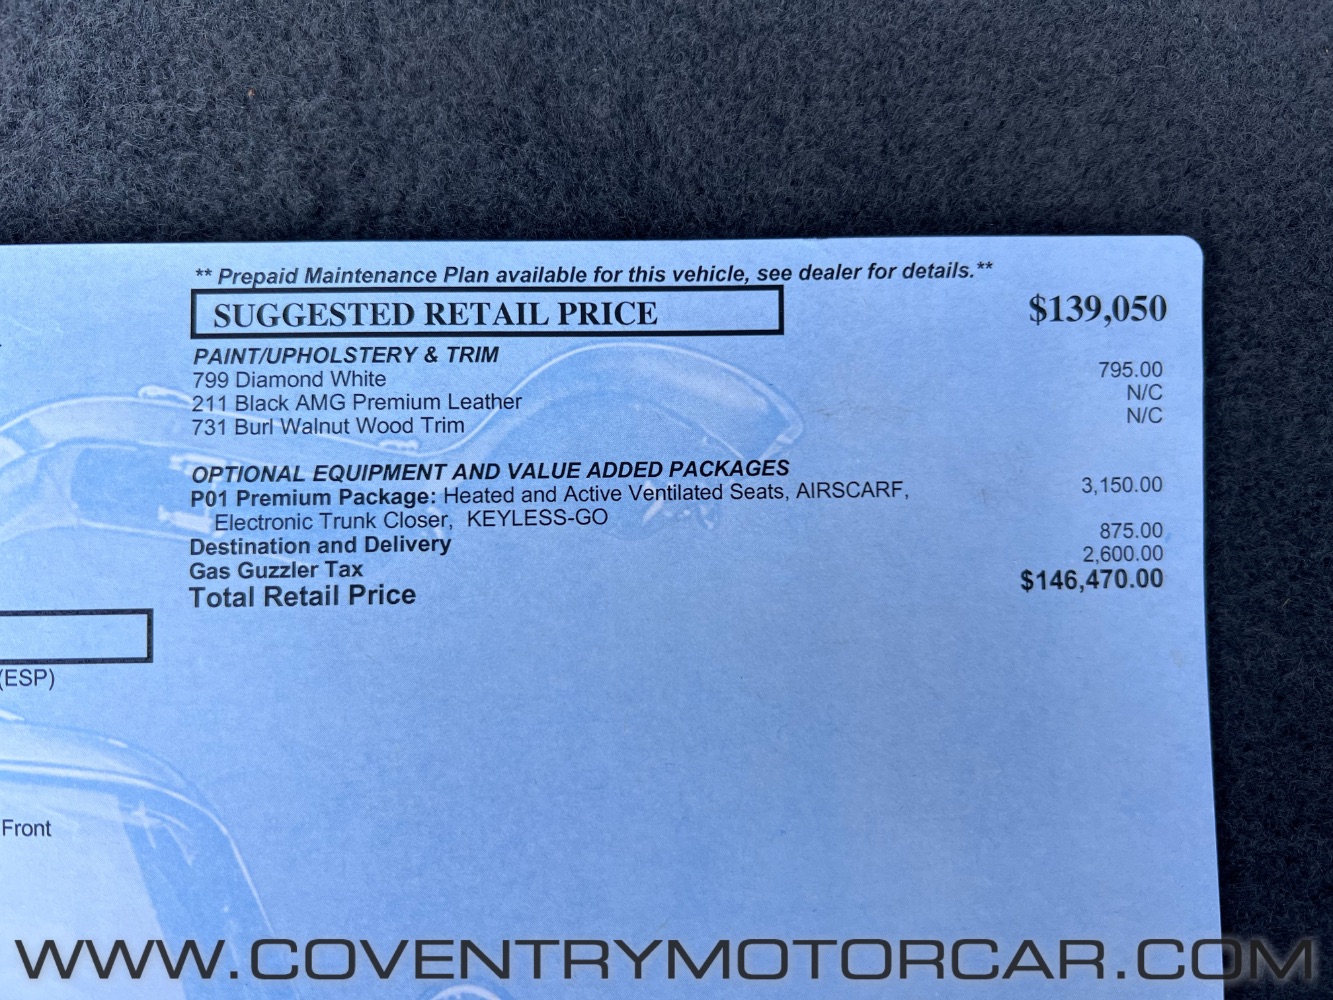 ** Prepaid Maintenance Plan available for this vehicle, see dealer for details.**
SUGGESTED RETAIL PRICE $139,050
PAINT/UPHOLSTERY & TRIM
799 Diamond White 795.00
211 Black AMG Premium Leather N/C
731 Burl Walnut Wood Trim N/C
OPTIONAL EQUIPMENT AND VALUE ADDED PACKAGES
P01 Premium Package: Heated and Active Ventilated Seats, AIRSCARF, 3,150.00
Electronic Trunk Closer, KEYLESS-GO
Destination and Delivery 875.00
Gas Guzzler Tax 2,600.00
Total Retail Price $146,470.00
(ESP)
Front
WWW.COVENTRYMOTORCAR.COM